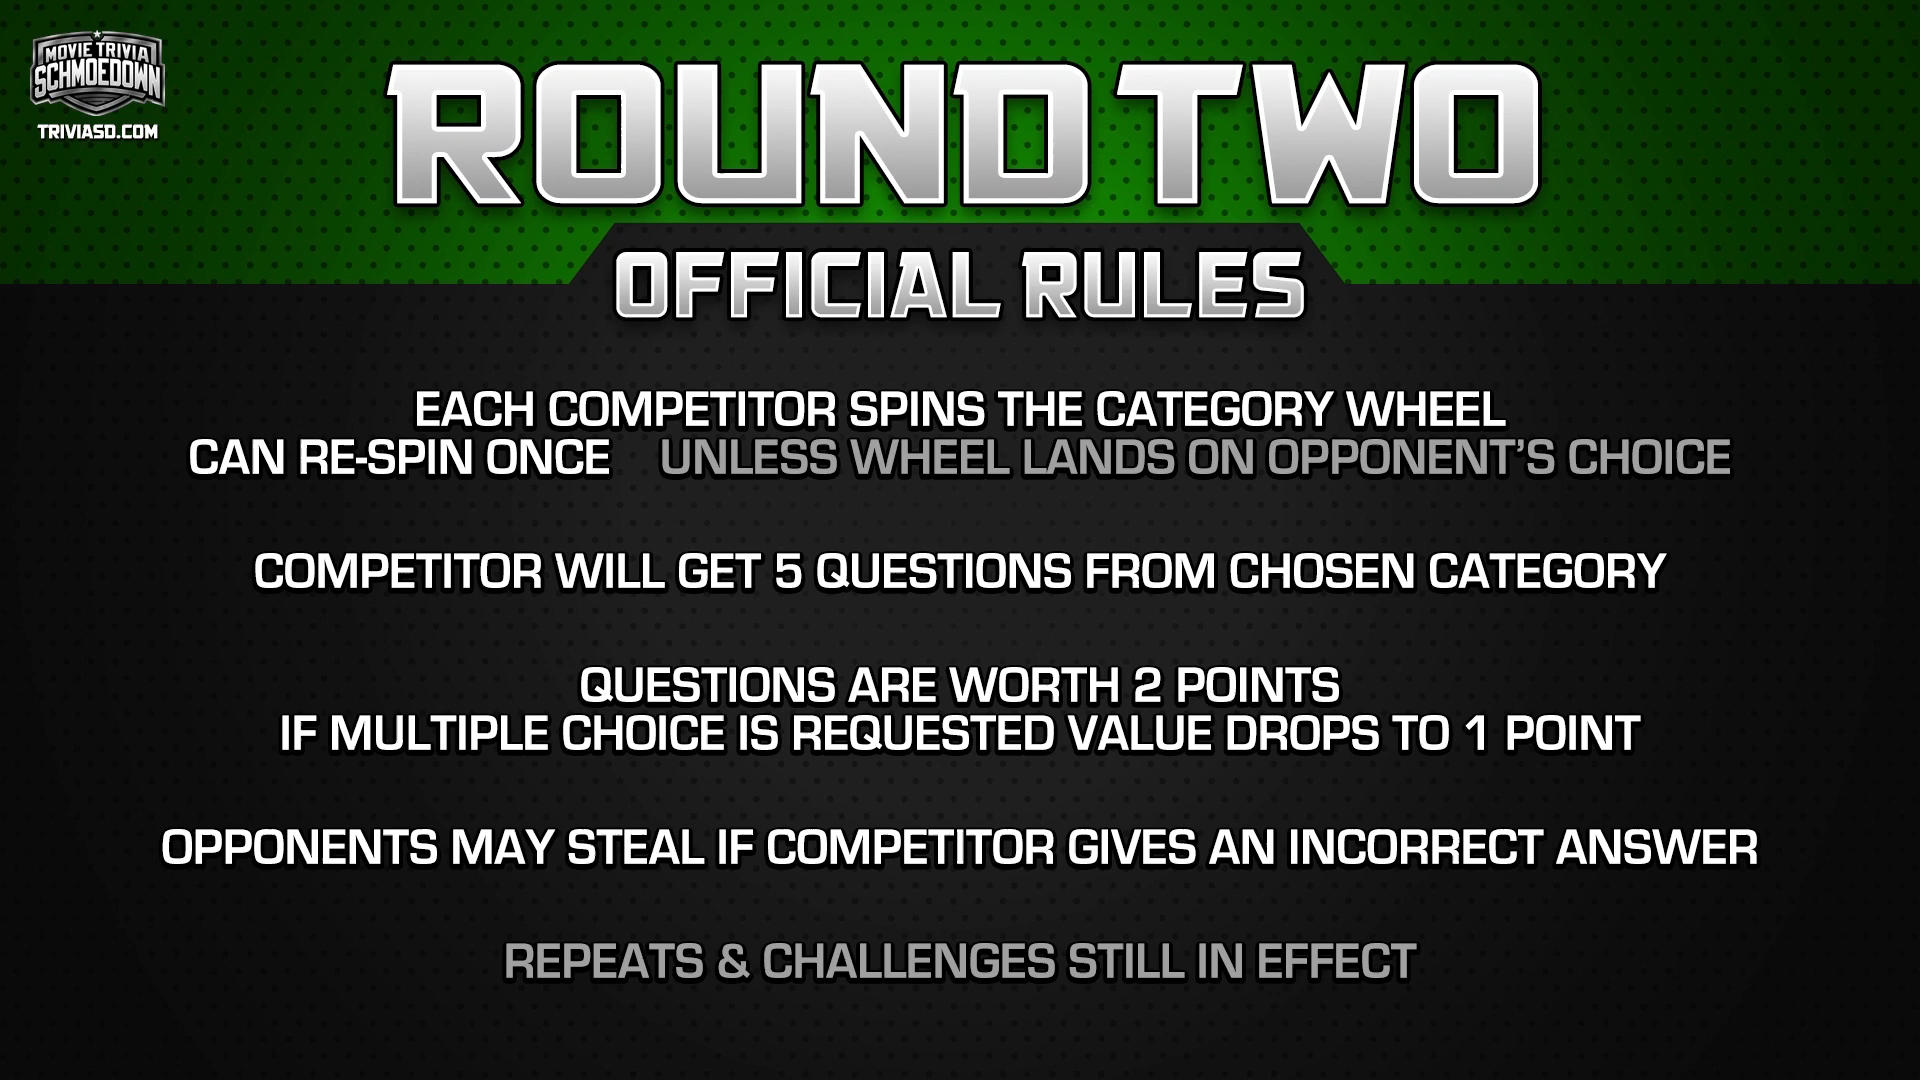 MOVIE TRIVIA
SCHMOEDOWN
TRIVIASD.COM
ROUND TWO
OFFICIAL RULES
EACH COMPETITOR SPINS THE CATEGORY WHEEL
CAN RE-SPIN ONCE UNLESS WHEEL LANDS ON OPPONENT'S CHOICE
COMPETITOR WILL GET 5 QUESTIONS FROM CHOSEN CATEGORY
QUESTIONS ARE WORTH 2 POINTS
IF MULTIPLE CHOICE IS REQUESTED VALUE DROPS TO 1 POINT
OPPONENTS MAY STEAL IF COMPETITOR GIVES AN INCORRECT ANSWER
REPEATS & CHALLENGES STILL IN EFFECT